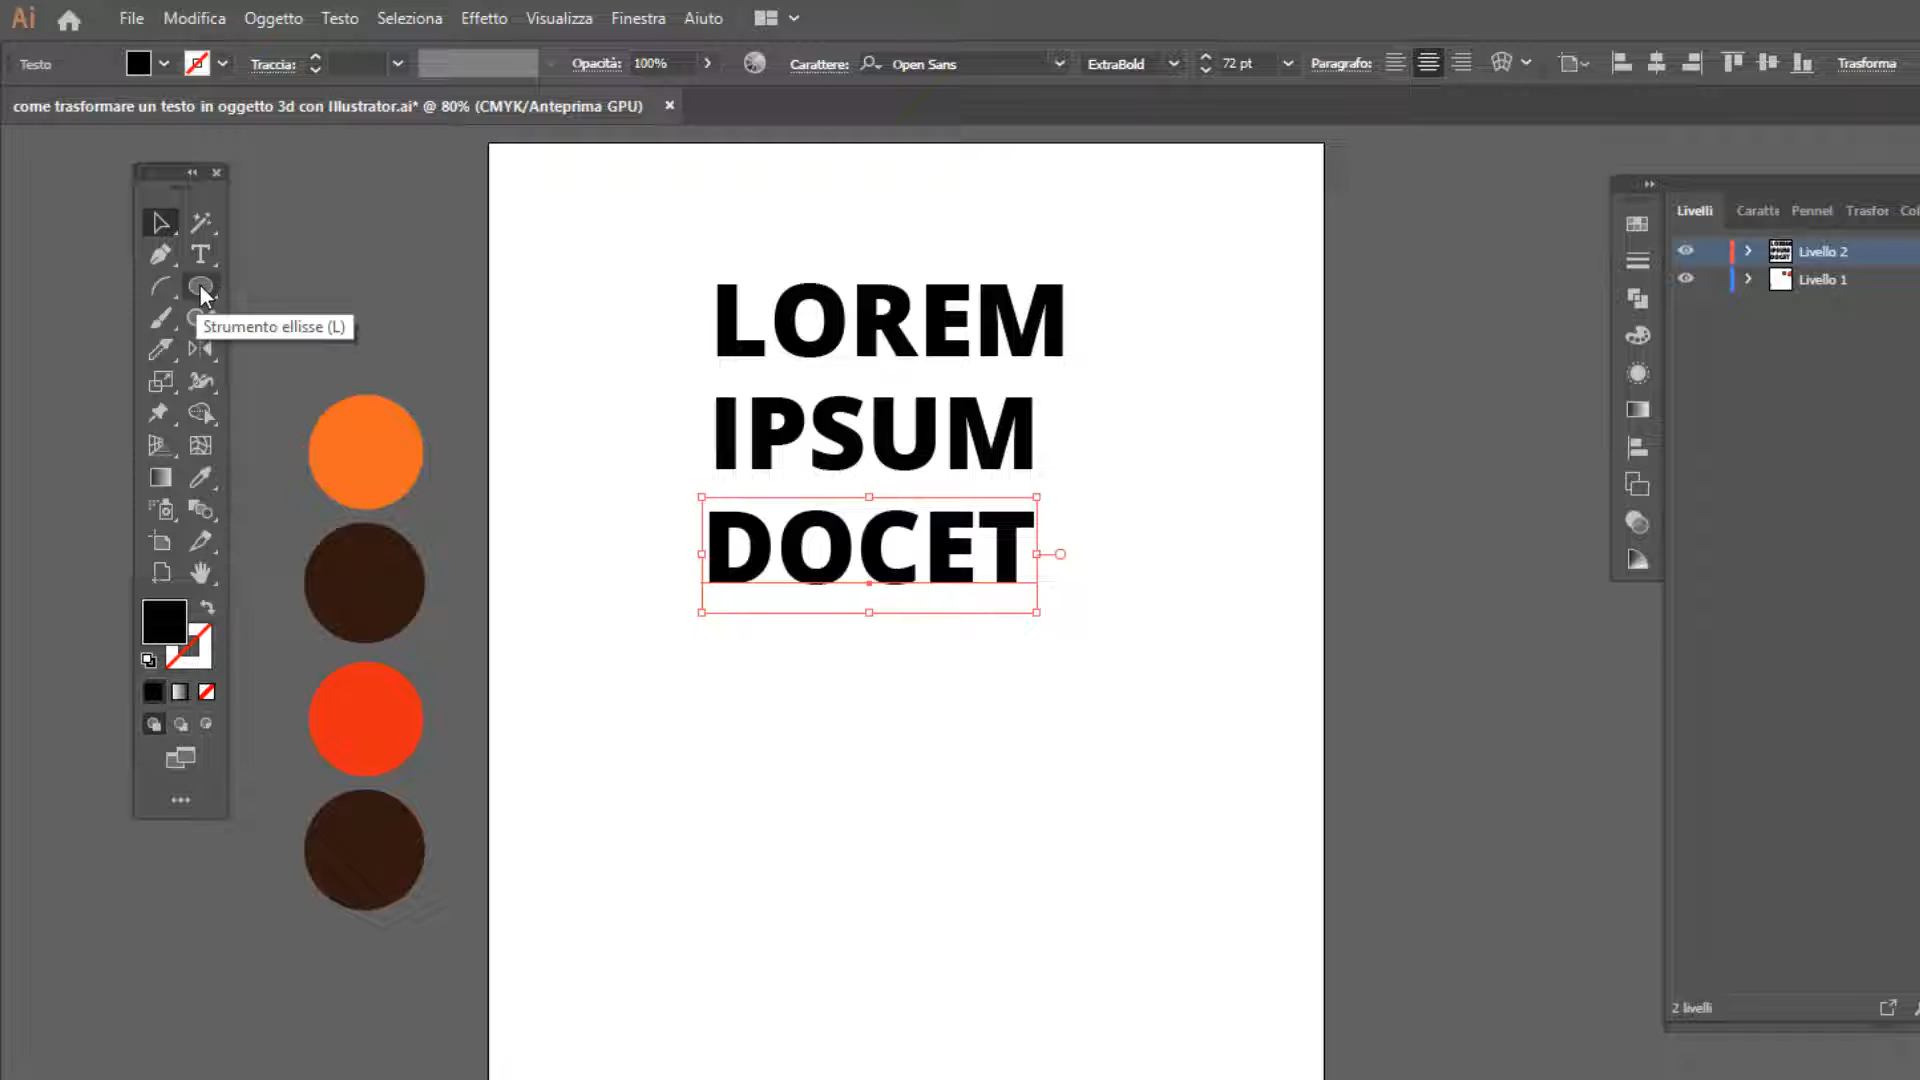 Ai File Modifica Oggetto Testo Seleziona Effetto Visualizza Finestra Aiuto
Testo Traccia: Opacità: 100% Carattere: Open Sans ExtraBold 72 pt Paragrafo: Trasforma
come trasformare un testo in oggetto 3d con Illustrator.ai* @ 80% (CMYK/Anteprima GPU)
Livelli Caratte Pennel Trasfor Col
Livello 2
Livello 1
Strumento ellisse (L)
LOREM
IPSUM
DOCET
2 livelli